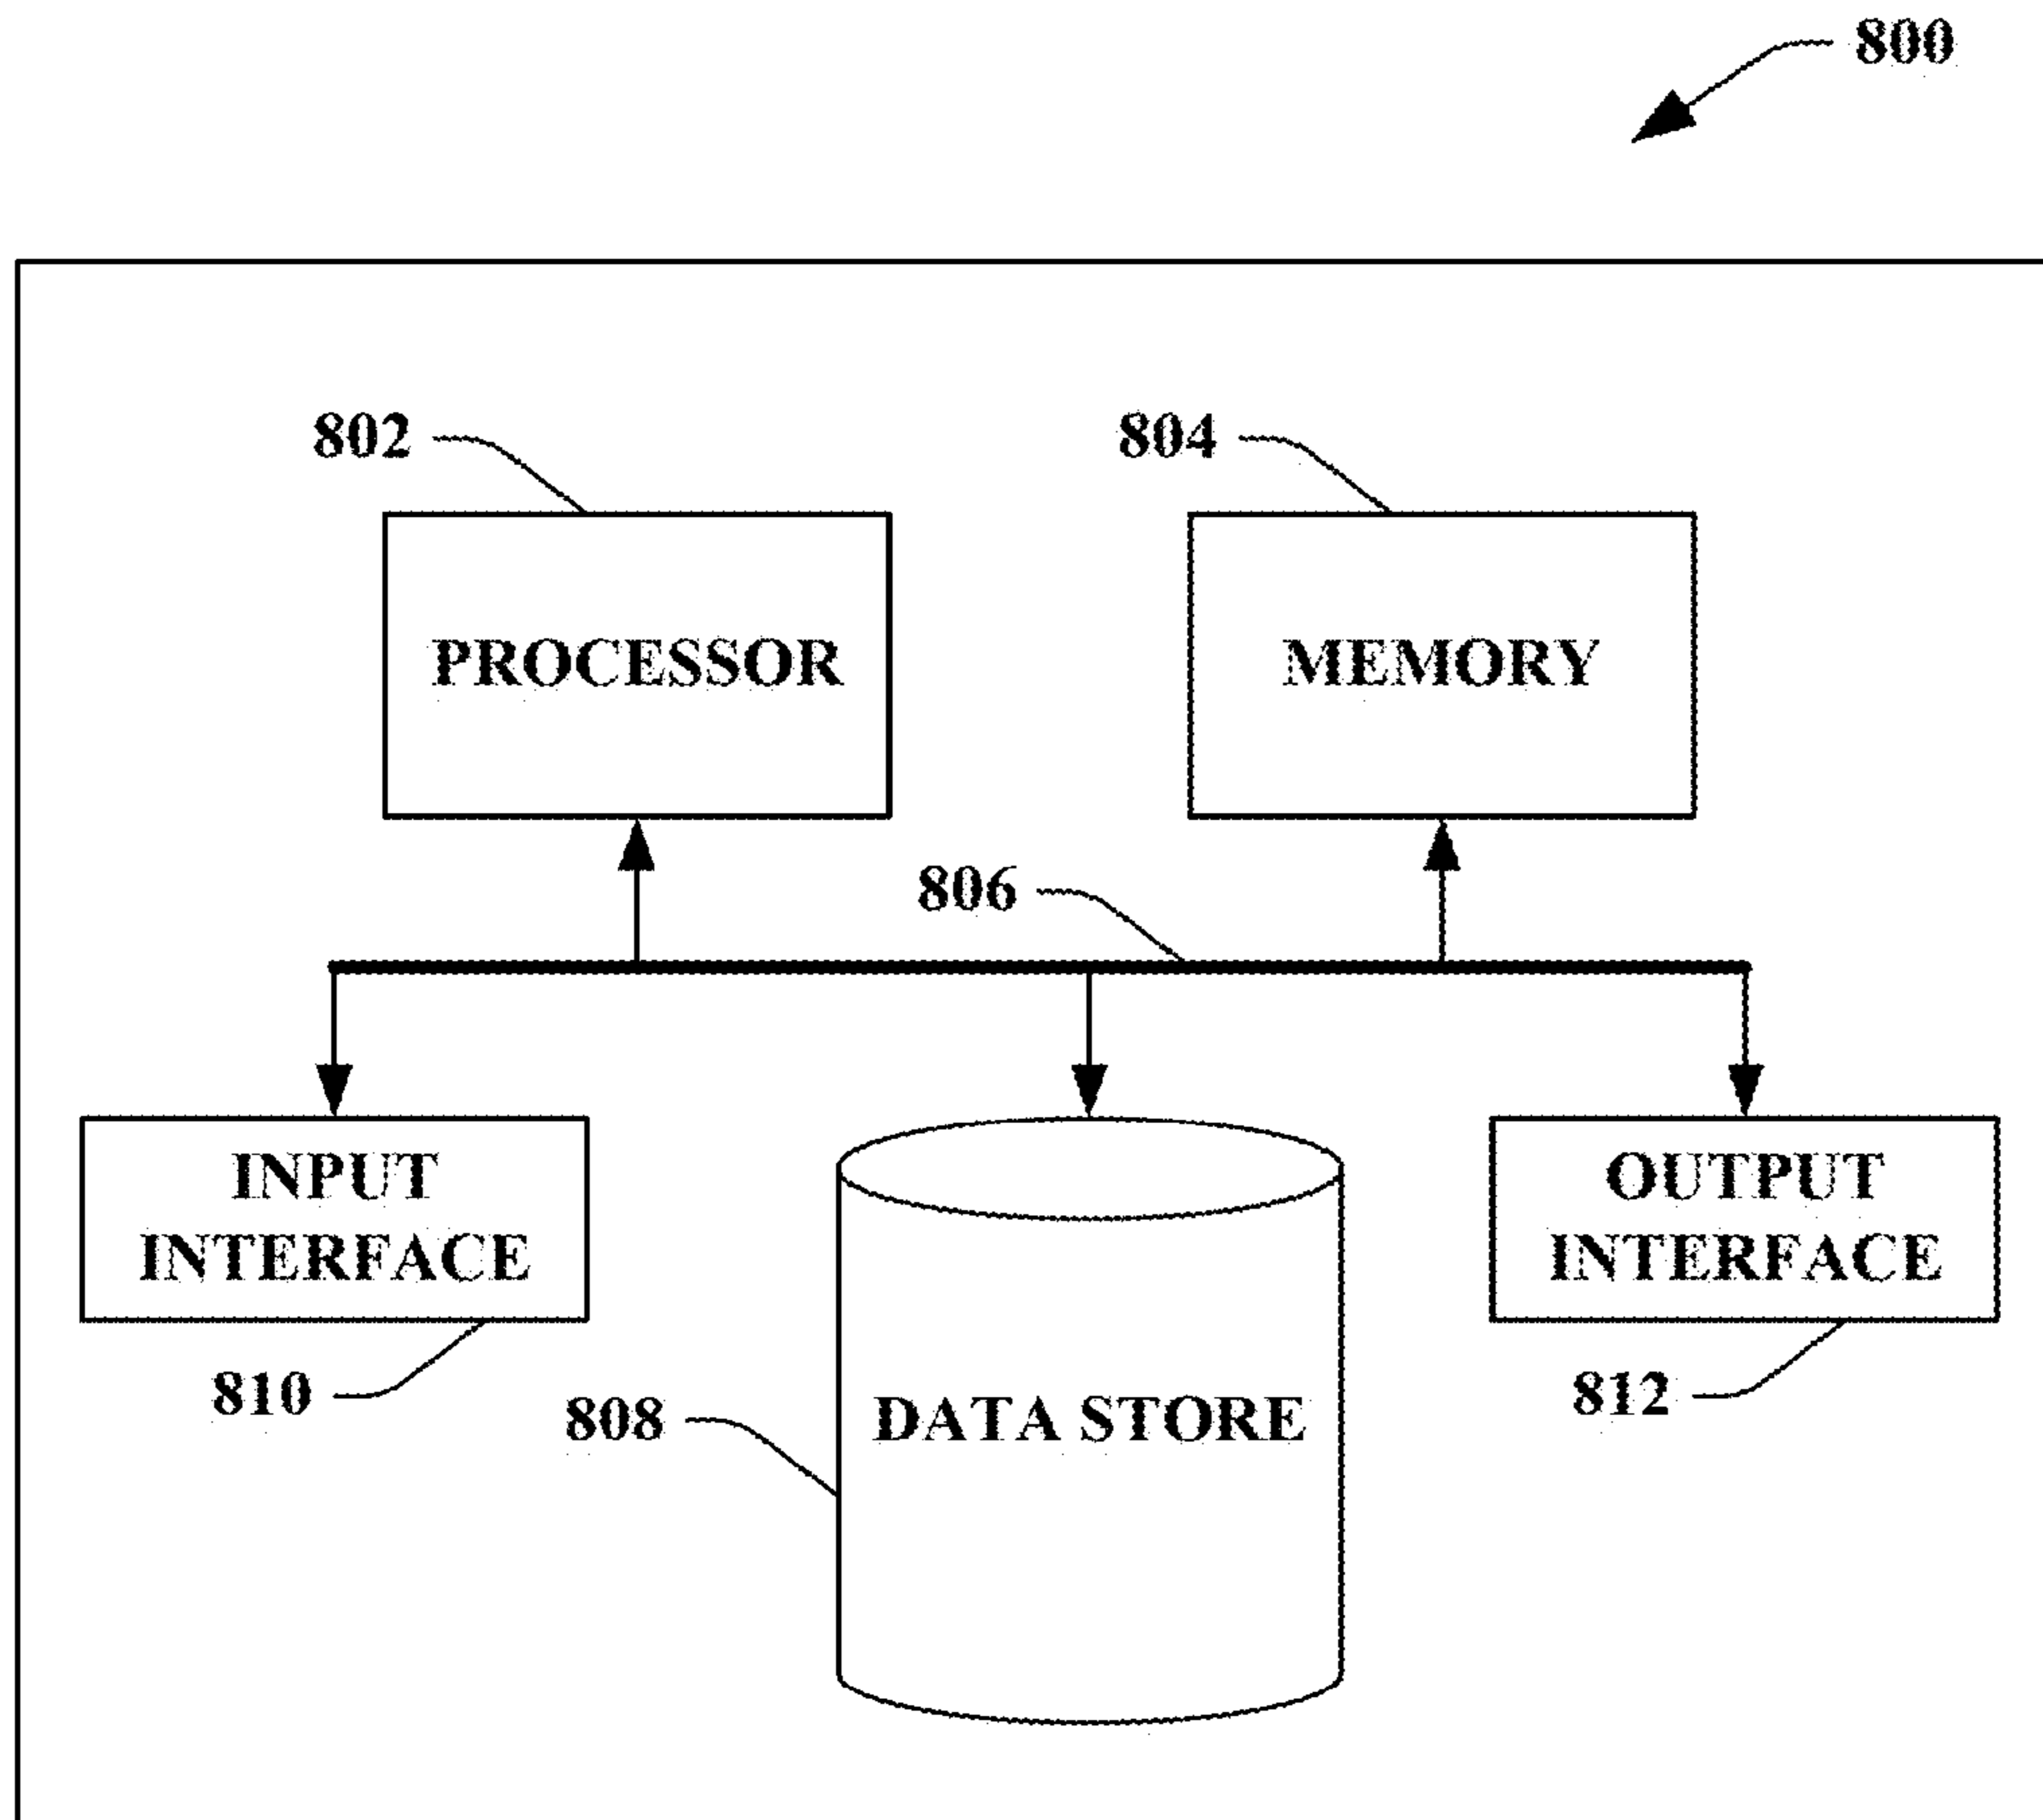 800
802
804
PROCESSOR
MEMORY
806
INPUT
INTERFACE
OUTPUT
INTERFACE
810
808
DATA STORE
812